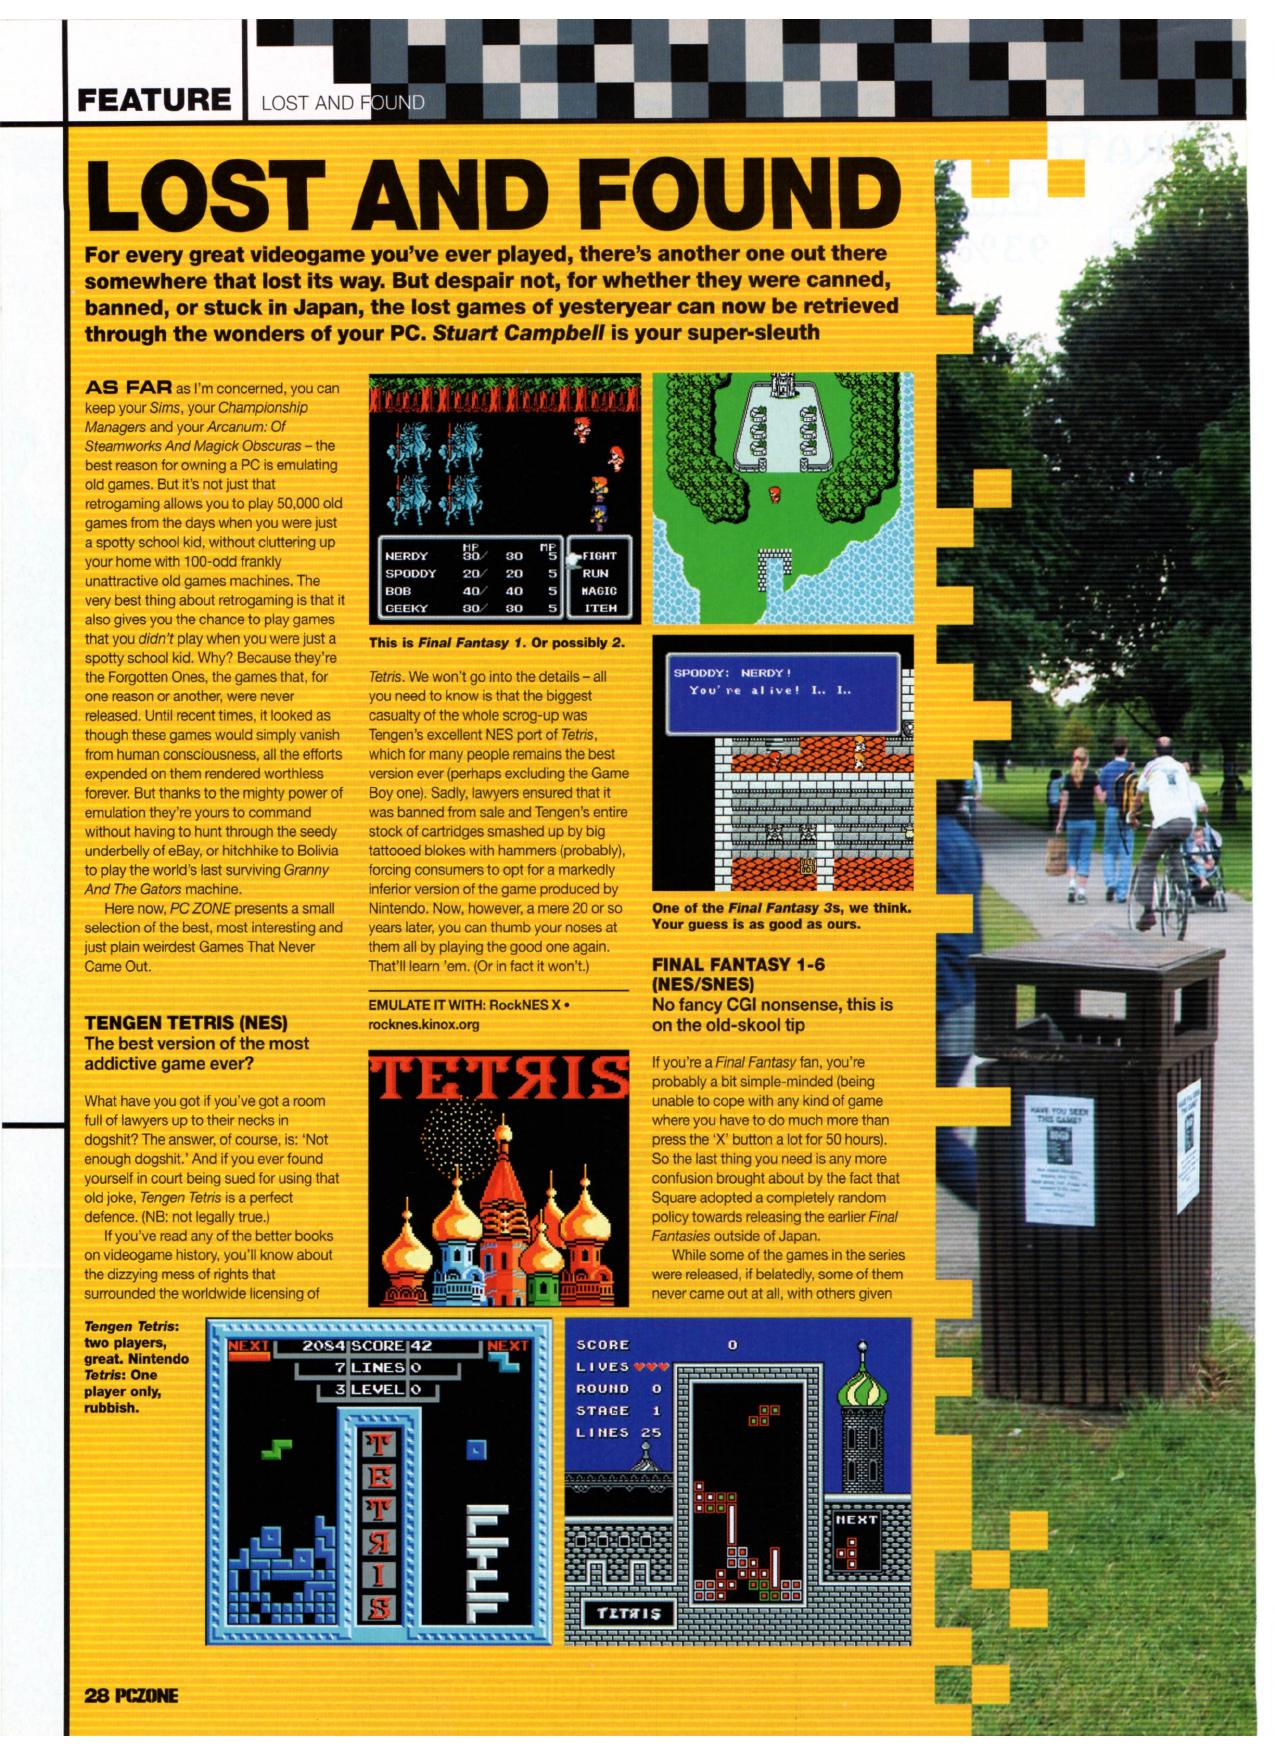 FEATURE
LOST AND FOUND
LOST AND FOUND
For every great videogame you've ever played, there's another one out there
somewhere that lost its way. But despair not, for whether they were canned,
banned, or stuck in Japan, the lost games of yesteryear can now be retrieved
through the wonders of your PC. Stuart Campbell is your super-sleuth
AS FAR as I'm concerned, you can
keep your Sims, your Championship
Managers and your Arcanum: Of
Steamworks And Magick Obscuras – the
best reason for owning a PC is emulating
old games. But it's not just that
retrogaming allows you to play 50,000 old
games from the days when you were just
a spotty school kid, without cluttering up
your home with 100-odd frankly
unattractive old games machines. The
very best thing about retrogaming is that it
also gives you the chance to play games
that you didn't play when you were just a
spotty school kid. Why? Because they're
the Forgotten Ones, the games that, for
one reason or another, were never
released. Until recent times, it looked as
though these games would simply vanish
from human consciousness, all the efforts
expended on them rendered worthless
forever. But thanks to the mighty power of
emulation they're yours to command
without having to hunt through the seedy
underbelly of eBay, or hitchhike to Bolivia
to play the world's last surviving Granny
And The Gators machine.
Here now, PC ZONE presents a small
selection of the best, most interesting and
just plain weirdest Games That Never
Came Out.
TENGEN TETRIS (NES)
The best version of the most
addictive game ever?
What have you got if you've got a room
full of lawyers up to their necks in
dogshit? The answer, of course, is: 'Not
enough dogshit.' And if you ever found
yourself in court being sued for using that
old joke, Tengen Tetris is a perfect
defence. (NB: not legally true.)
If you've read any of the better books
on videogame history, you'll know about
the dizzying mess of rights that
surrounded the worldwide licensing of
HP MP
NERDY 30/ 30 5 FIGHT
SPODDY 20/ 20 5 RUN
BOB 40/ 40 5 MAGIC
GEEKY 30/ 30 5 ITEM
This is Final Fantasy 1. Or possibly 2.
Tetris. We won't go into the details – all
you need to know is that the biggest
casualty of the whole scrog-up was
Tengen's excellent NES port of Tetris,
which for many people remains the best
version ever (perhaps excluding the Game
Boy one). Sadly, lawyers ensured that it
was banned from sale and Tengen's entire
stock of cartridges smashed up by big
tattooed blokes with hammers (probably),
forcing consumers to opt for a markedly
inferior version of the game produced by
Nintendo. Now, however, a mere 20 or so
years later, you can thumb your noses at
them all by playing the good one again.
That'll learn 'em. (Or in fact it won't.)
EMULATE IT WITH: RockNES X •
rocknes.kinox.org
TETЯIS
SPODDY: NERDY!
You're alive! I.. I..
One of the Final Fantasy 3s, we think.
Your guess is as good as ours.
FINAL FANTASY 1-6
(NES/SNES)
No fancy CGI nonsense, this is
on the old-skool tip
If you're a Final Fantasy fan, you're
probably a bit simple-minded (being
unable to cope with any kind of game
where you have to do much more than
press the 'X' button a lot for 50 hours).
So the last thing you need is any more
confusion brought about by the fact that
Square adopted a completely random
policy towards releasing the earlier Final
Fantasies outside of Japan.
While some of the games in the series
were released, if belatedly, some of them
never came out at all, with others given
HAVE YOU SEEN
THIS GAME?
Tengen Tetris:
two players,
great. Nintendo
Tetris: One
player only,
rubbish.
NEXT 2084 SCORE 42 NEXT
7 LINES 0
3 LEVEL 0
TETЯIS
SCORE 0
LIVES
ROUND 0
STAGE 1
LINES 25
NEXT
TETЯIS
28 PCZONE